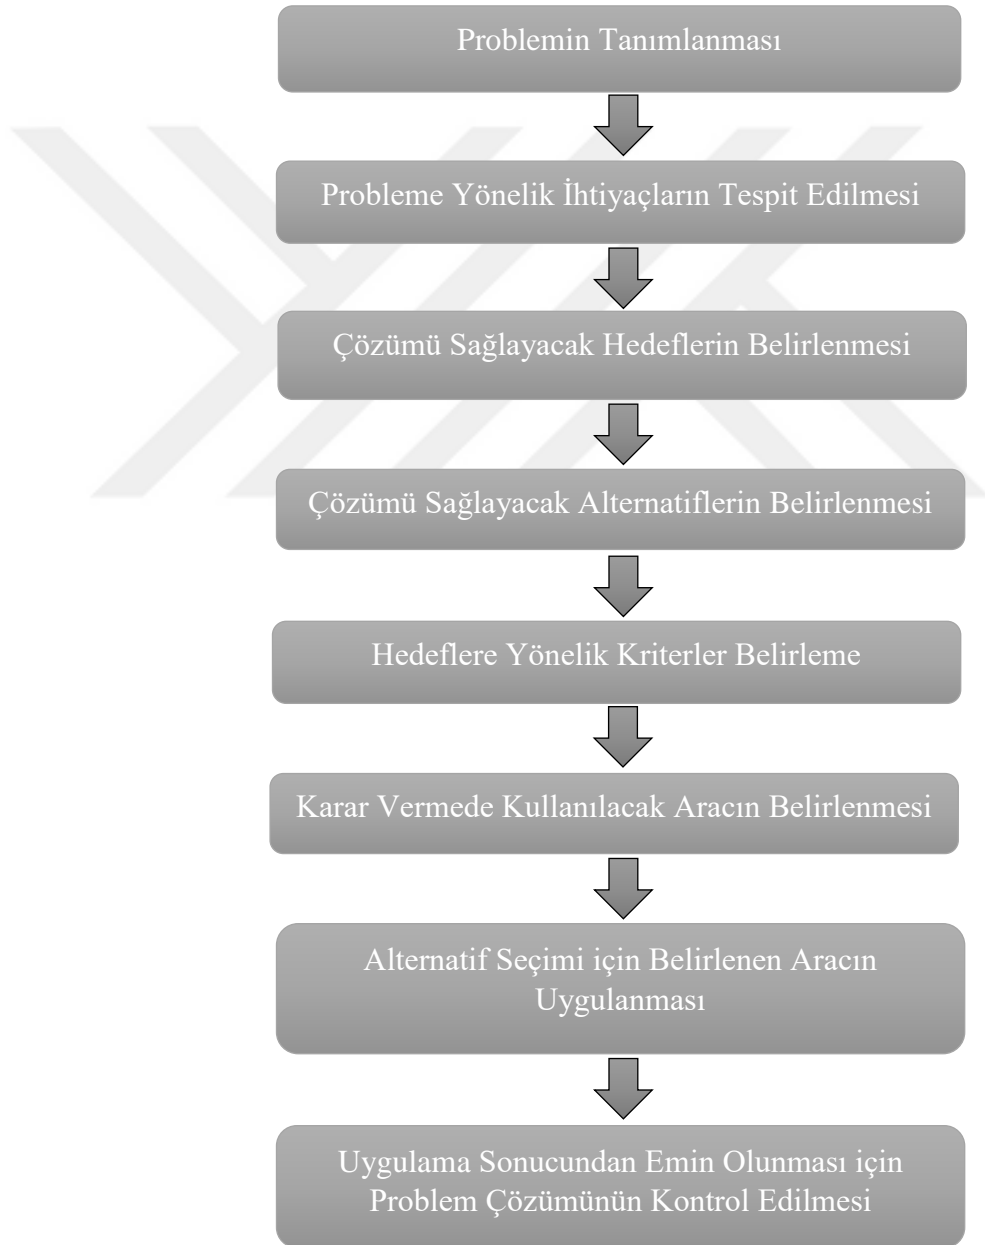 Problemin Tanımlanması
Probleme Yönelik İhtiyaçların Tespit Edilmesi
Çözümü Sağlayacak Hedeflerin Belirlenmesi
Çözümü Sağlayacak Alternatiflerin Belirlenmesi
Hedeflere Yönelik Kriterler Belirleme
Karar Vermede Kullanılacak Aracın Belirlenmesi
Alternatif Seçimi için Belirlenen Aracın
Uygulanması
Uygulama Sonucundan Emin Olunması için
Problem Çözümünün Kontrol Edilmesi